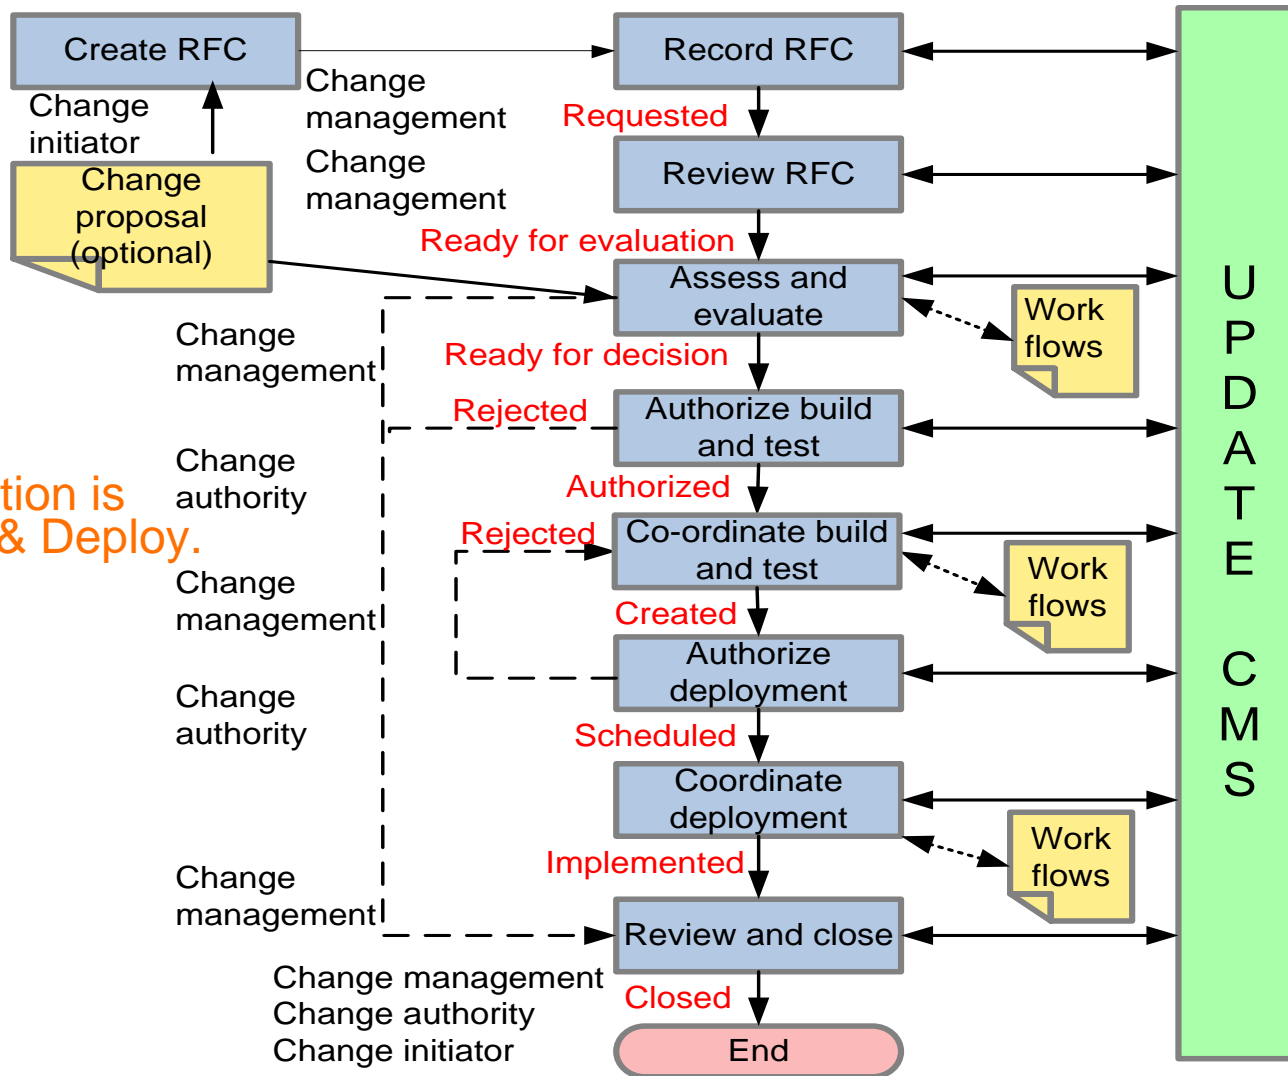 Create RFC
Record RFC
Change
initiator
Change
management
Requested
Change
proposal
(optional)
Change
management
Review RFC
Ready for evaluation
Assess and
evaluate
Work
flows
Change
management
Ready for decision
Rejected
Authorize build
and test
Change
authority
Authorized
tion is
& Deploy.
Rejected
Co-ordinate build
and test
Work
flows
Change
management
Created
Authorize
deployment
Change
authority
Scheduled
Coordinate
deployment
Work
flows
Implemented
Change
management
Review and close
Change management
Change authority
Change initiator
Closed
End
U
P
D
A
T
E
C
M
S